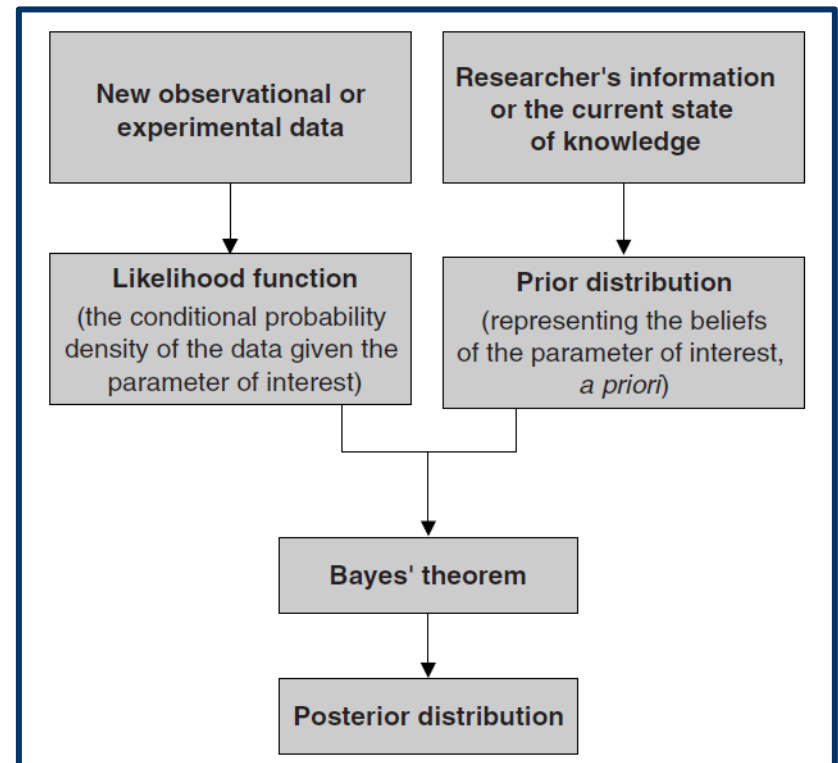 New observational or
experimental data
Researcher's information
or the current state
of knowledge
Likelihood function
(the conditional probability
density of the data given the
parameter of interest)
Prior distribution
(representing the beliefs
of the parameter of interest,
a priori)
Bayes' theorem
Posterior distribution